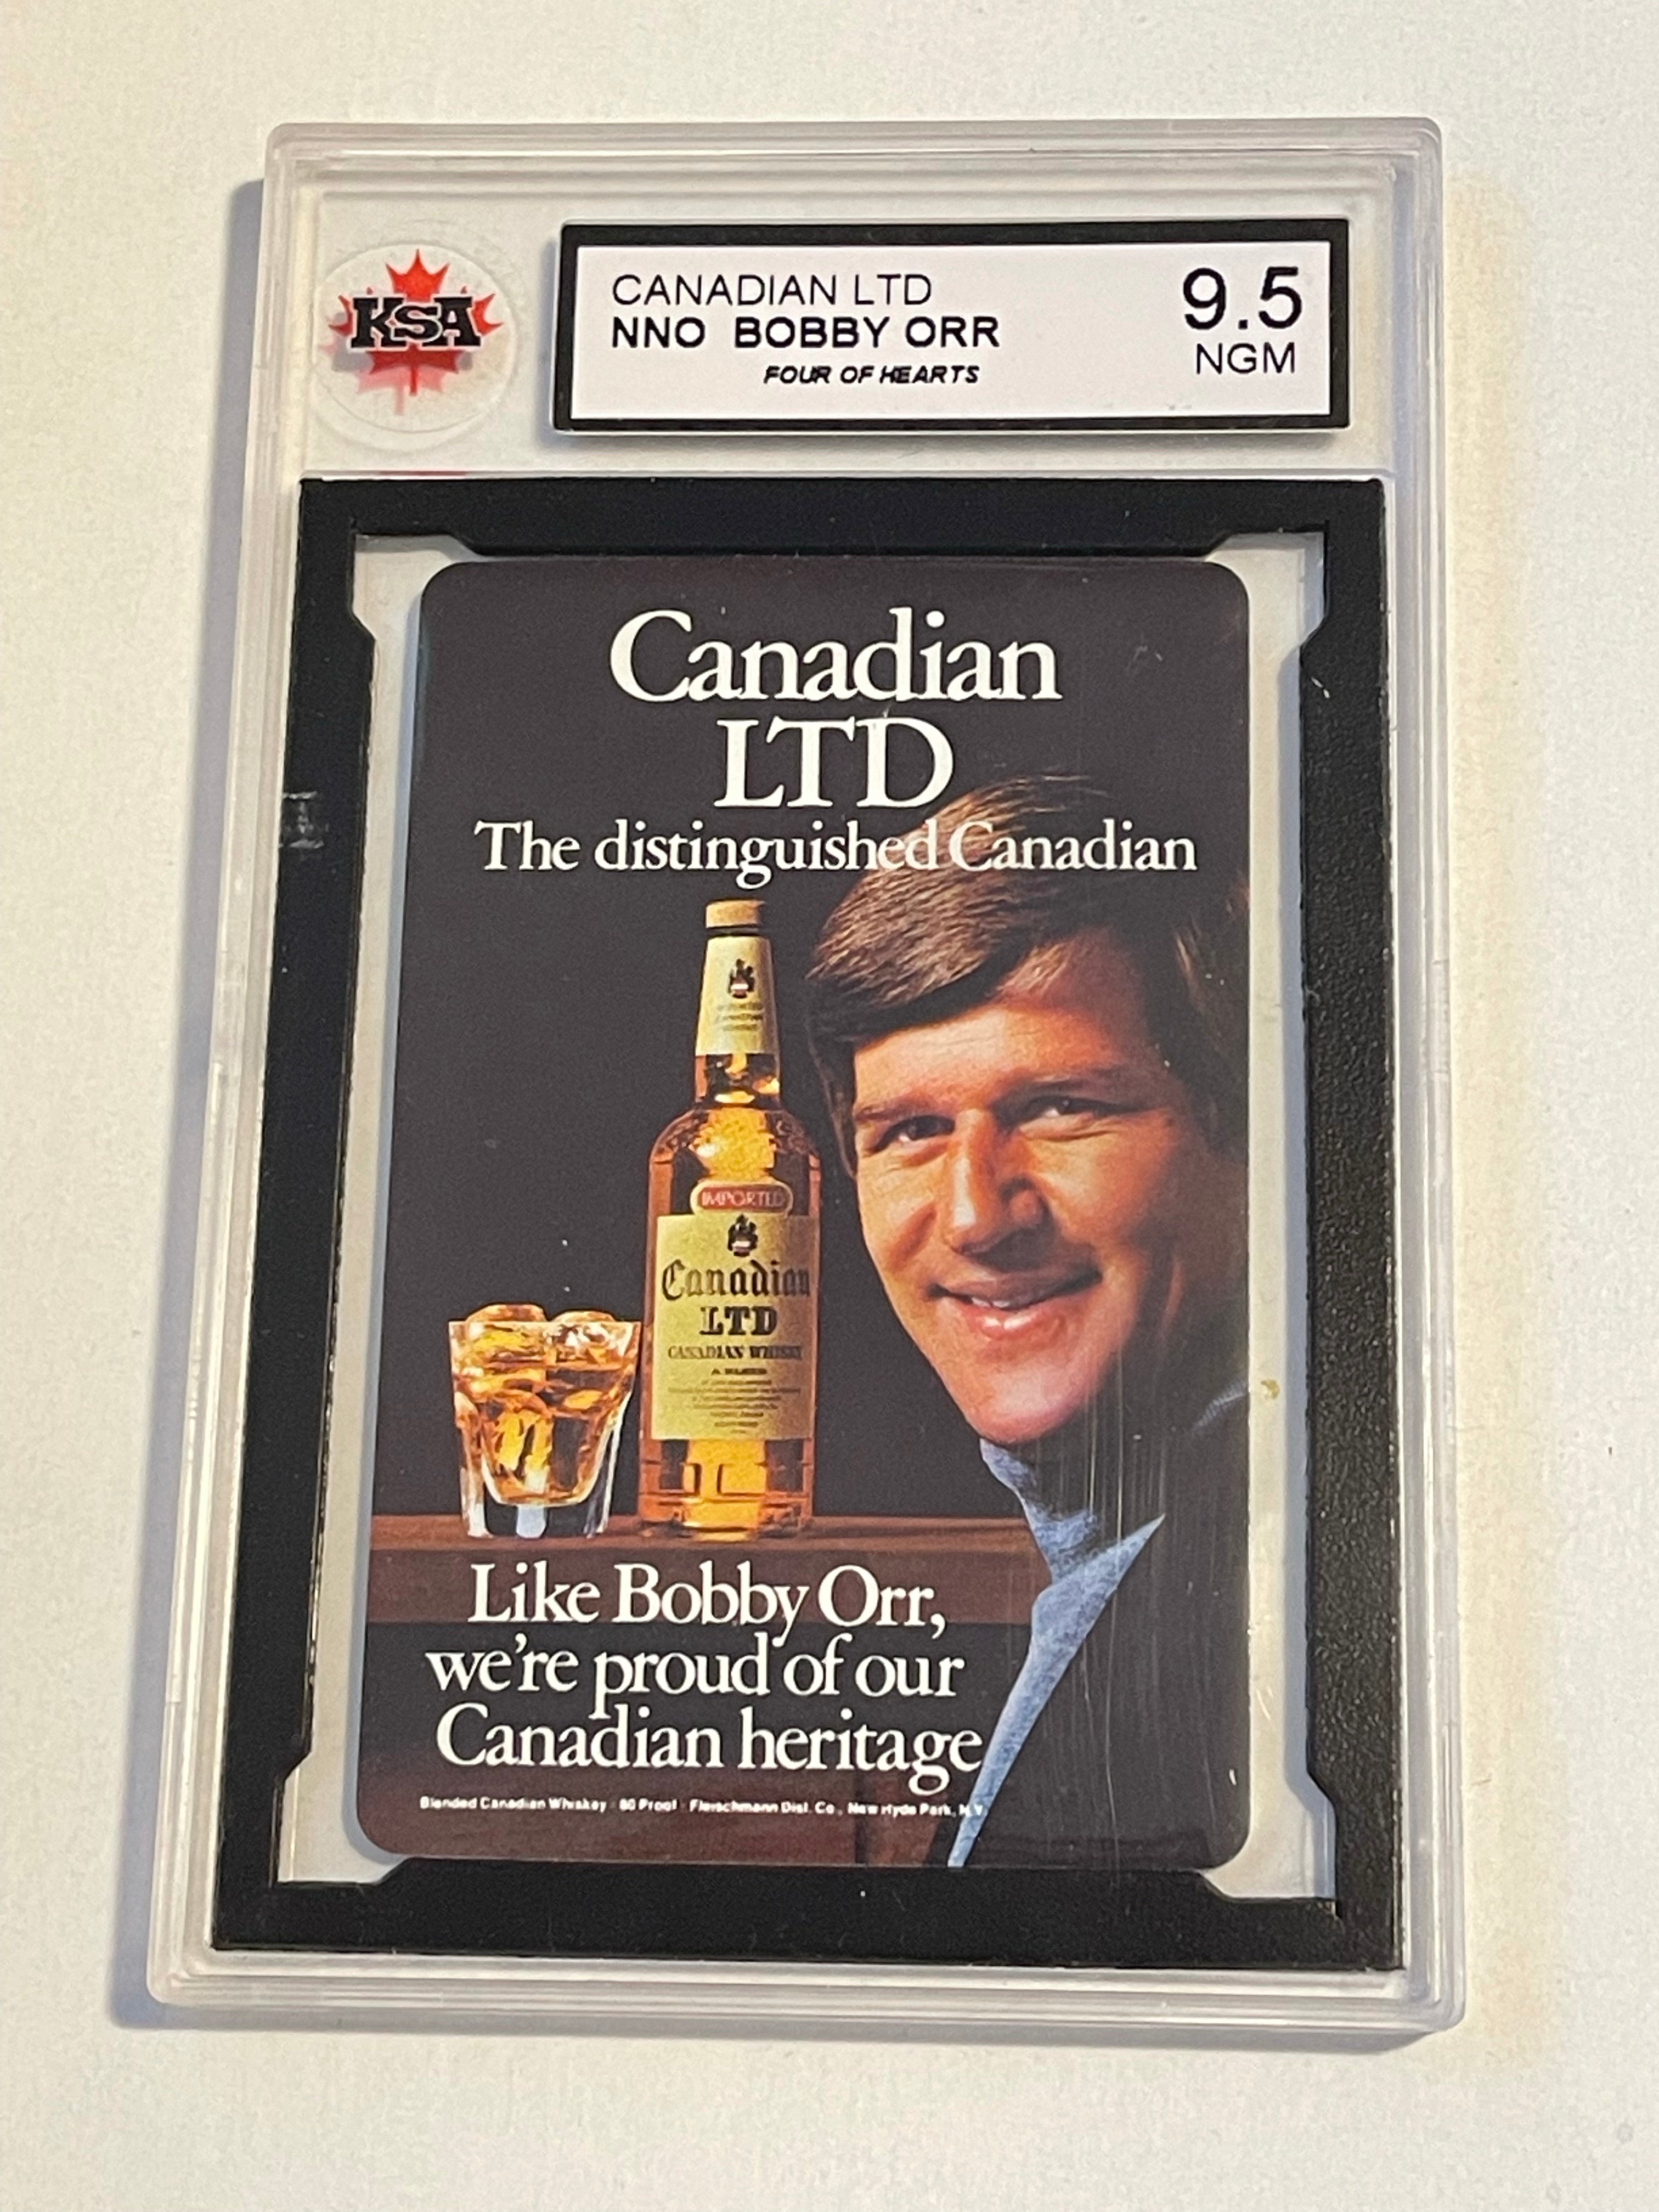 KSA
CANADIAN LTD
NNO BOBBY ORR
FOUR OF HEARTS
9.5
NGM
Canadian
LTD
The distinguished Canadian
IMPORTED
Canadian
LTD
CANADIAN WHISKY
Like Bobby Orr,
we're proud of our
Canadian heritage
Blended Canadian Whiskey · 80 Proof · Fleischmann Dist. Co., New Hyde Park, N.Y.